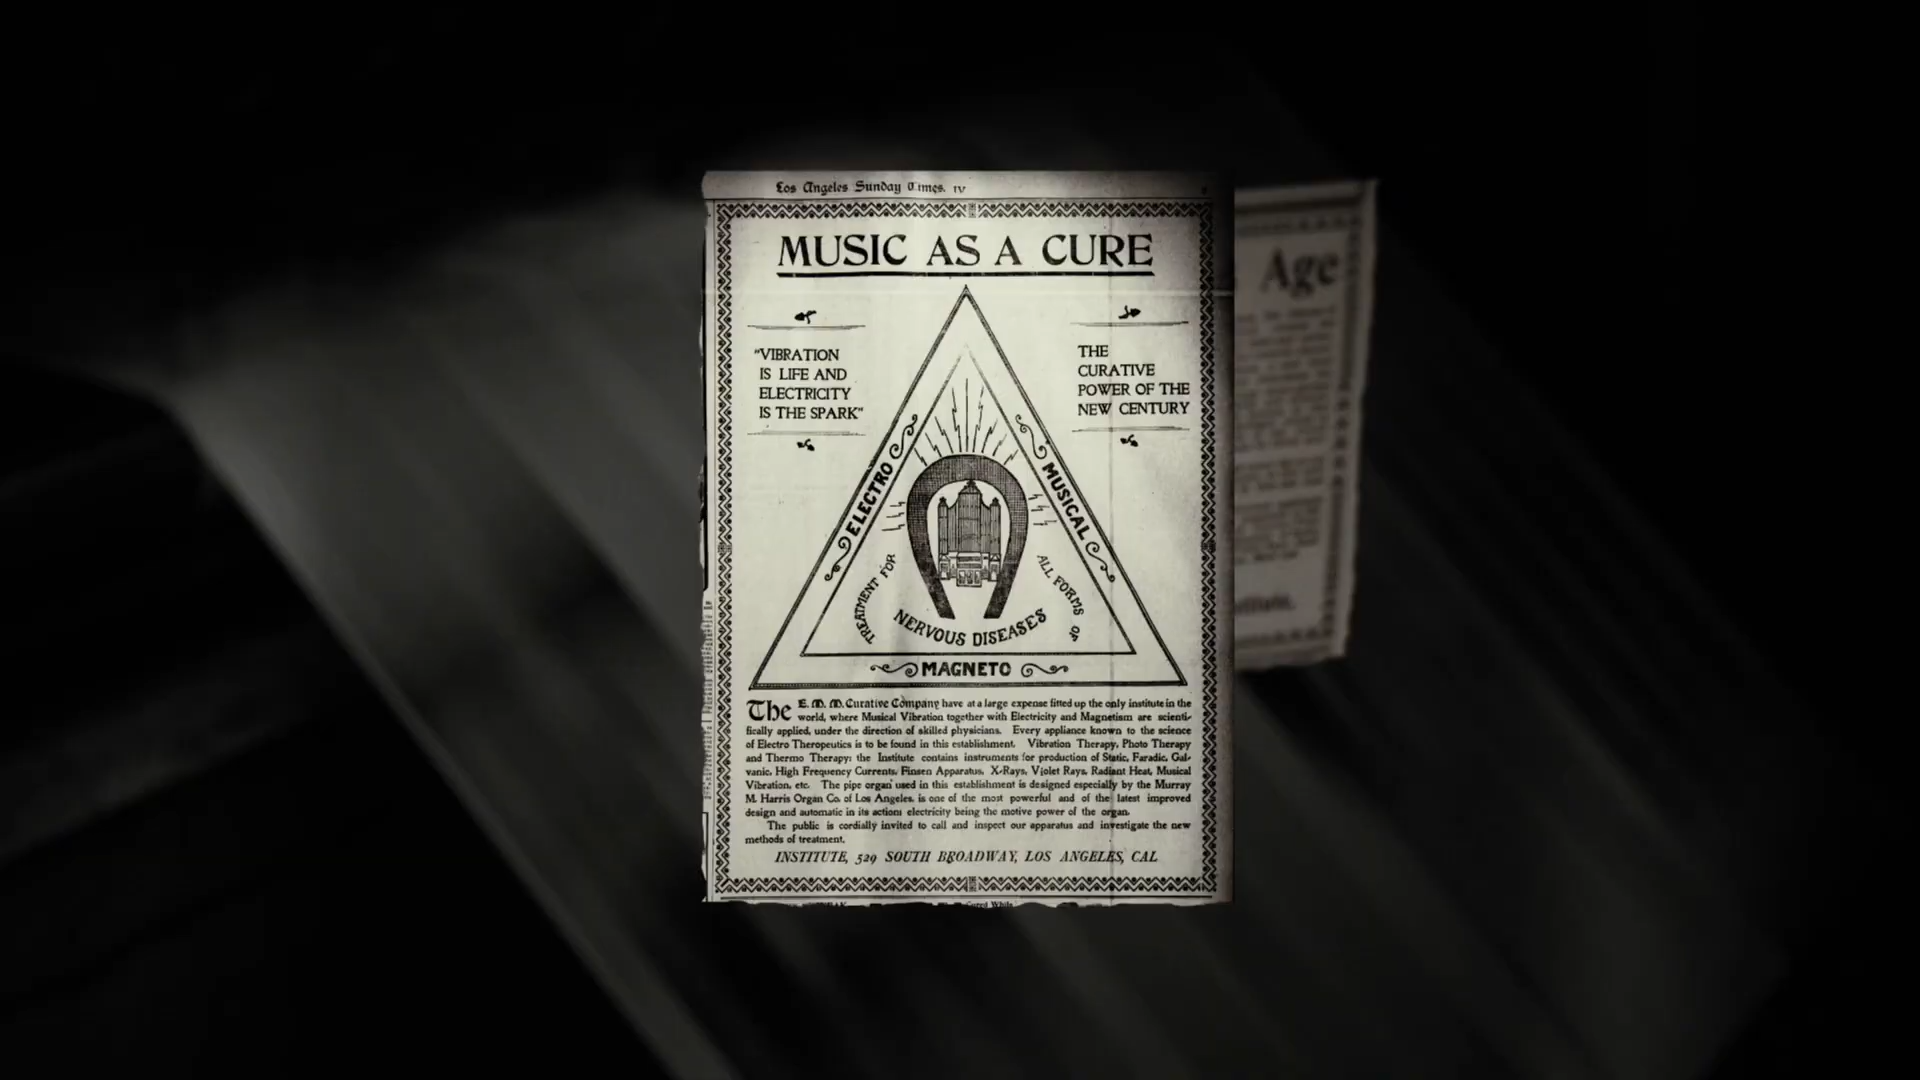 Los Angeles Sunday Times. IV
MUSIC AS A CURE
"VIBRATION
IS LIFE AND
ELECTRICITY
IS THE SPARK"
THE
CURATIVE
POWER OF THE
NEW CENTURY
ELECTRO
MUSICAL
TREATMENT FOR
ALL FORMS OF
NERVOUS DISEASES
MAGNETO
The E. M. M. Curative Company have at a large expense fitted up the only institute in the
world, where Musical Vibration together with Electricity and Magnetism are scienti-
fically applied, under the direction of skilled physicians. Every appliance known to the science
of Electro Theropeutics is to be found in this establishment. Vibration Therapy, Photo Therapy
and Thermo Therapy; the Institute contains instruments for production of Static, Faradic, Gal-
vanic, High Frequency Currents, Finsen Apparatus, X-Rays, Violet Rays, Radiant Heat, Musical
Vibration, etc. The pipe organ used in this establishment is designed especially by the Murray
M. Harris Organ Co. of Los Angeles, is one of the most powerful and of the latest improved
design and automatic in its action; electricity being the motive power of the organ.
The public is cordially invited to call and inspect our apparatus and investigate the new
methods of treatment.
INSTITUTE, 529 SOUTH BROADWAY, LOS ANGELES, CAL
Cured While
Age